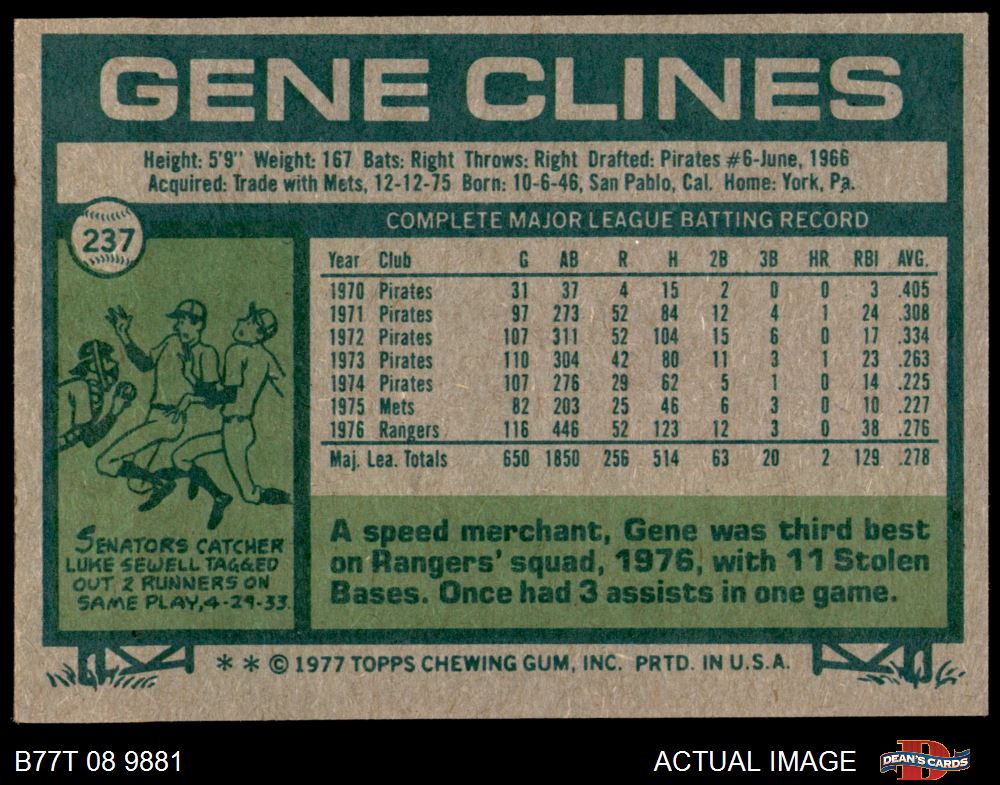 GENE CLINES
Height: 5'9" Weight: 167 Bats: Right Throws: Right Drafted: Pirates #6-June, 1966
Acquired: Trade with Mets, 12-12-75 Born: 10-6-46, San Pablo, Cal. Home: York, Pa.
237
COMPLETE MAJOR LEAGUE BATTING RECORD
Year Club G AB R H 2B 3B HR RBI AVG.
1970 Pirates 31 37 4 15 2 0 0 3 .405
1971 Pirates 97 273 52 84 12 4 1 24 .308
1972 Pirates 107 311 52 104 15 6 0 17 .334
1973 Pirates 110 304 42 80 11 3 1 23 .263
1974 Pirates 107 276 29 62 5 1 0 14 .225
1975 Mets 82 203 25 46 6 3 0 10 .227
1976 Rangers 116 446 52 123 12 3 0 38 .276
Maj. Lea. Totals 650 1850 256 514 63 20 2 129 .278
SENATORS CATCHER
LUKE SEWELL TAGGED
OUT 2 RUNNERS ON
SAME PLAY, 4-29-33.
A speed merchant, Gene was third best
on Rangers' squad, 1976, with 11 Stolen
Bases. Once had 3 assists in one game.
* * © 1977 TOPPS CHEWING GUM, INC. PRTD. IN U.S.A.
B77T 08 9881
ACTUAL IMAGE
D
DEAN'S CARDS